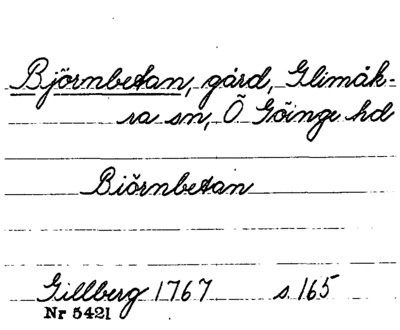 Björnbetan, gård, Glimåk-
ra sn, Ö Göinge hd
Biörnbetan
Gillberg 1767 s 165
Nr 5421